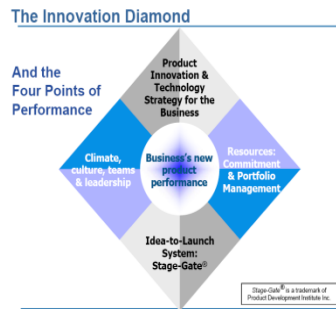 The Innovation Diamond
And the
Four Points of
Performance
Product
Innovation &
Technology
Strategy for the
Business
Climate,
culture, teams
& leadership
Business's new
product
performance
Resources:
Commitment
& Portfolio
Management
Idea-to-Launch
System:
Stage-Gate®
Stage-Gate® is a trademark of
Product Development Institute Inc.